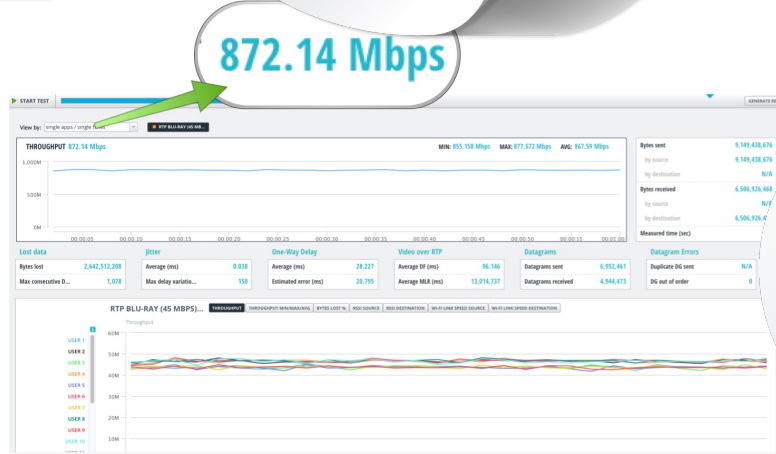 872.14 Mbps
START TEST
GENERATE RE
View by: single apps / single
RTP BLU-RAY (45 MB...
THROUGHPUT 872.14 Mbps
MIN: 855.158 Mbps MAX: 877.572 Mbps AVG: 867.59 Mbps
1,000M
500M
0M
00:00:05 00:00:10 00:00:15 00:00:20 00:00:25 00:00:30 00:00:35 00:00:40 00:00:45 00:00:50 00:00:55 00:01:00
Bytes sent 9,149,438,676
by source 9,149,438,676
by destination N/A
Bytes received 6,506,926,468
by source N/A
by destination 6,506,926,4
Measured time (sec)
Lost data
Bytes lost 2,642,512,208
Max consecutive D... 1,078
Jitter
Average (ms) 0.038
Max delay variatio... 150
One-Way Delay
Average (ms) 28.227
Estimated error (ms) 20.795
Video over RTP
Average DF (ms) 96.146
Average MLR (ms) 13,014.737
Datagrams
Datagrams sent 6,952,461
Datagrams received 4,944,473
Datagram Errors
Duplicate DG sent N/A
DG out of order 0
RTP BLU-RAY (45 MBPS)... THROUGHPUT THROUGHPUT MIN/MAX/AVG BYTES LOST % RSSI SOURCE RSSI DESTINATION WI-FI LINK SPEED SOURCE WI-FI LINK SPEED DESTINATION
Throughput
60M
50M
40M
30M
20M
10M
USER 1
USER 2
USER 3
USER 4
USER 5
USER 6
USER 7
USER 8
USER 9
USER 10